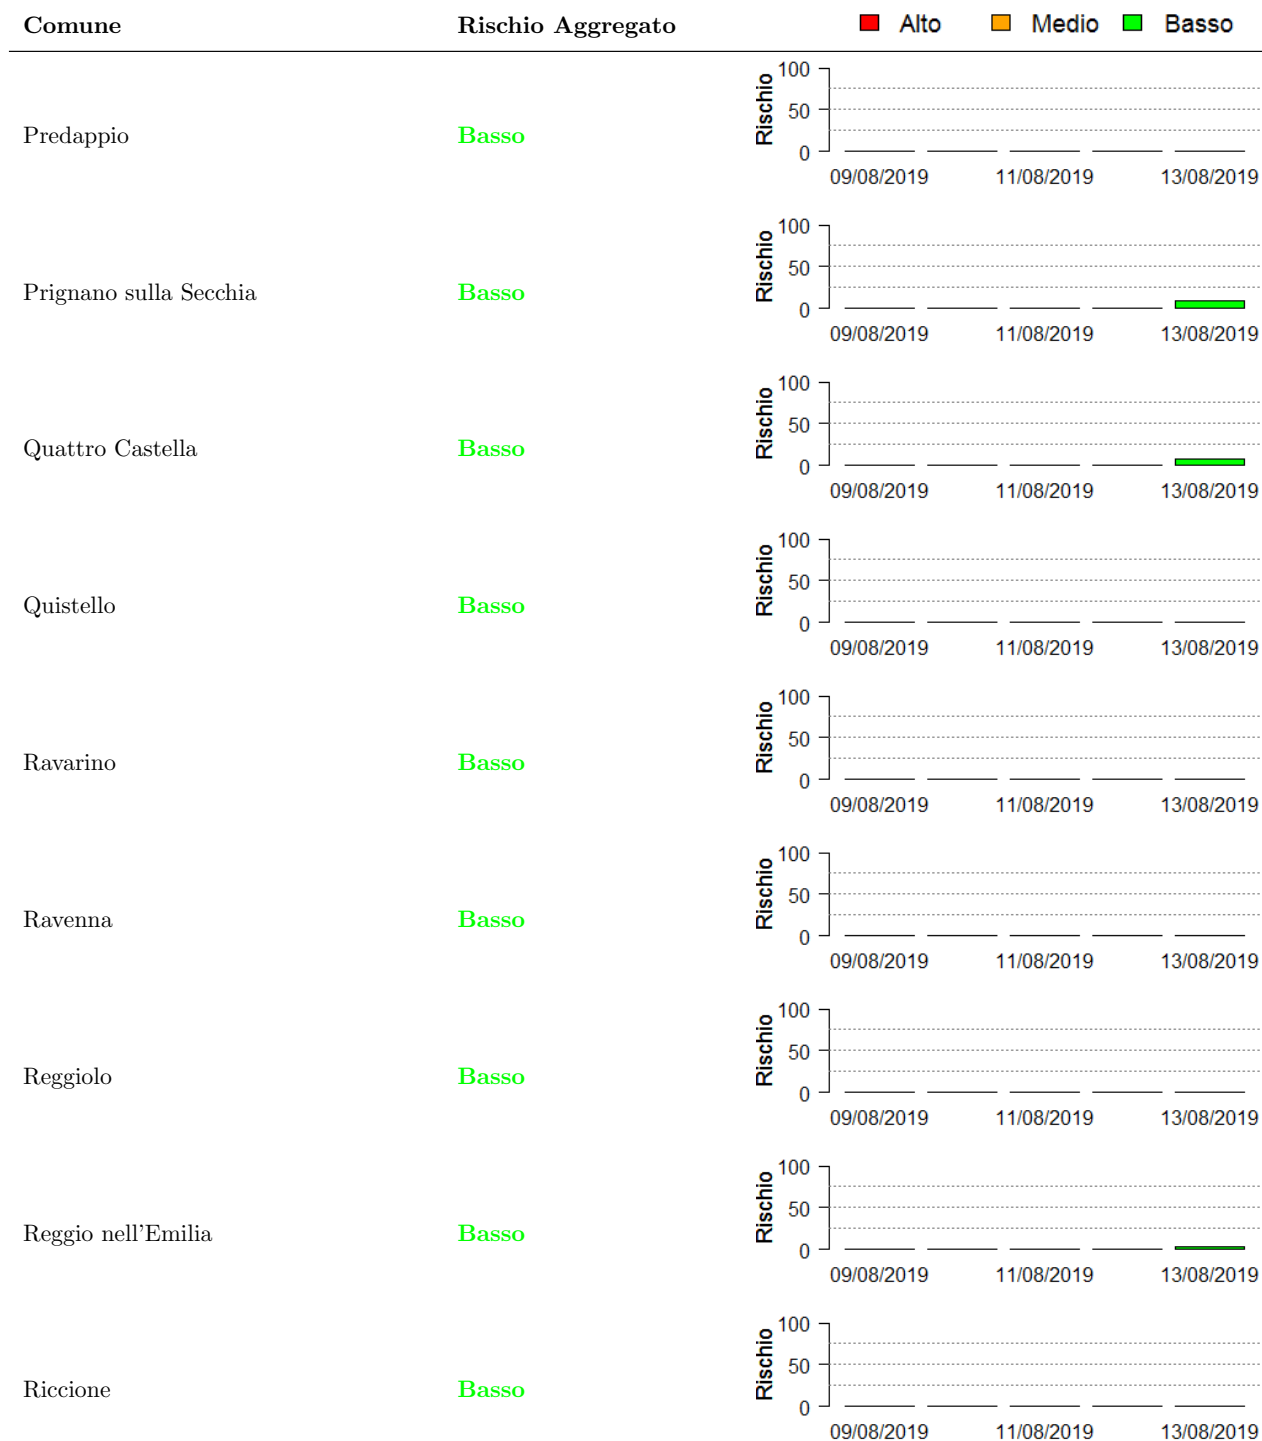 Comune Rischio Aggregato Alto Medio Basso
Predappio Basso
Rischio
100
50
0
09/08/2019 11/08/2019 13/08/2019
Prignano sulla Secchia Basso
Rischio
100
50
0
09/08/2019 11/08/2019 13/08/2019
Quattro Castella Basso
Rischio
100
50
0
09/08/2019 11/08/2019 13/08/2019
Quistello Basso
Rischio
100
50
0
09/08/2019 11/08/2019 13/08/2019
Ravarino Basso
Rischio
100
50
0
09/08/2019 11/08/2019 13/08/2019
Ravenna Basso
Rischio
100
50
0
09/08/2019 11/08/2019 13/08/2019
Reggiolo Basso
Rischio
100
50
0
09/08/2019 11/08/2019 13/08/2019
Reggio nell'Emilia Basso
Rischio
100
50
0
09/08/2019 11/08/2019 13/08/2019
Riccione Basso
Rischio
100
50
0
09/08/2019 11/08/2019 13/08/2019